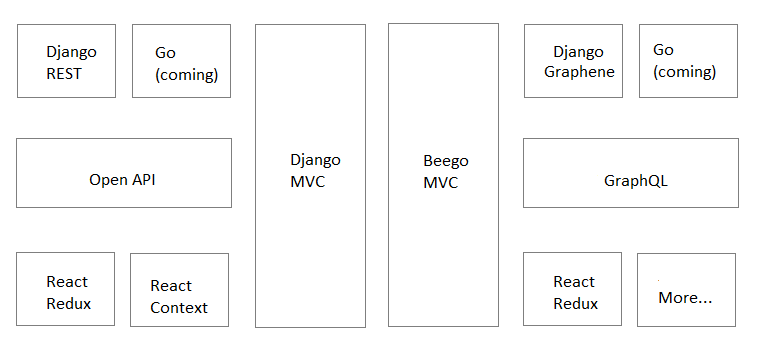 Django
REST
Go
(coming)
Django
Graphene
Go
(coming)
Open API
Django
MVC
Beego
MVC
GraphQL
React
Redux
React
Context
React
Redux
More...